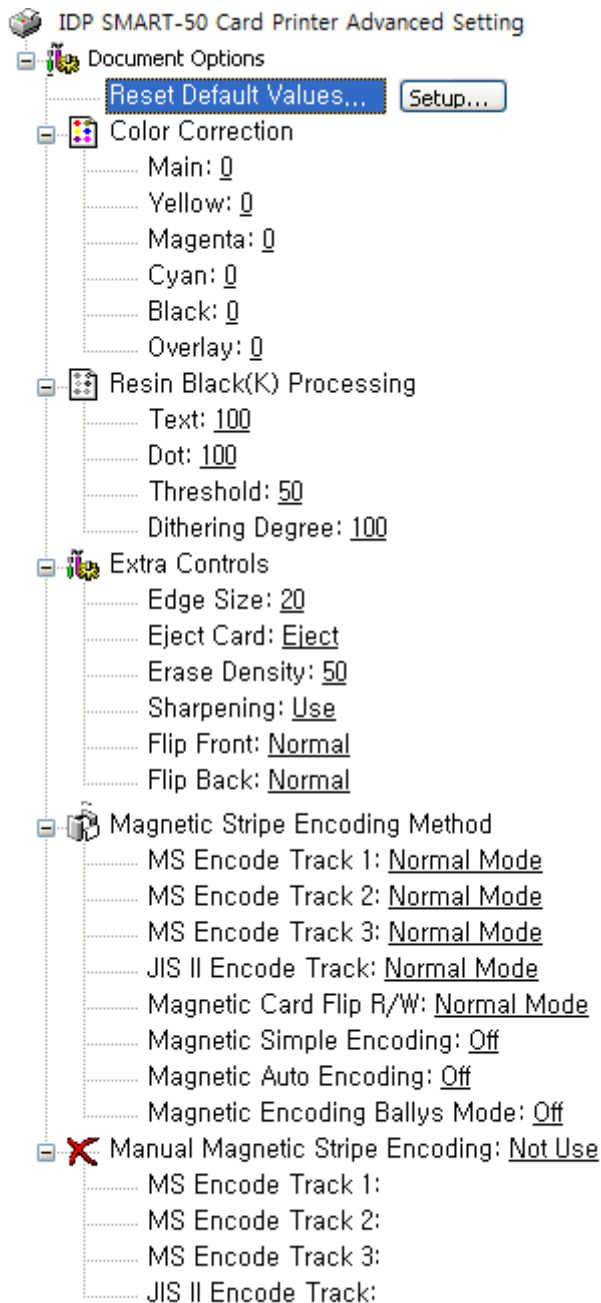 IDP SMART-50 Card Printer Advanced Setting
Document Options
Reset Default Values... Setup...
Color Correction
Main: 0
Yellow: 0
Magenta: 0
Cyan: 0
Black: 0
Overlay: 0
Resin Black(K) Processing
Text: 100
Dot: 100
Threshold: 50
Dithering Degree: 100
Extra Controls
Edge Size: 20
Eject Card: Eject
Erase Density: 50
Sharpening: Use
Flip Front: Normal
Flip Back: Normal
Magnetic Stripe Encoding Method
MS Encode Track 1: Normal Mode
MS Encode Track 2: Normal Mode
MS Encode Track 3: Normal Mode
JIS II Encode Track: Normal Mode
Magnetic Card Flip R/W: Normal Mode
Magnetic Simple Encoding: Off
Magnetic Auto Encoding: Off
Magnetic Encoding Ballys Mode: Off
Manual Magnetic Stripe Encoding: Not Use
MS Encode Track 1:
MS Encode Track 2:
MS Encode Track 3:
JIS II Encode Track: